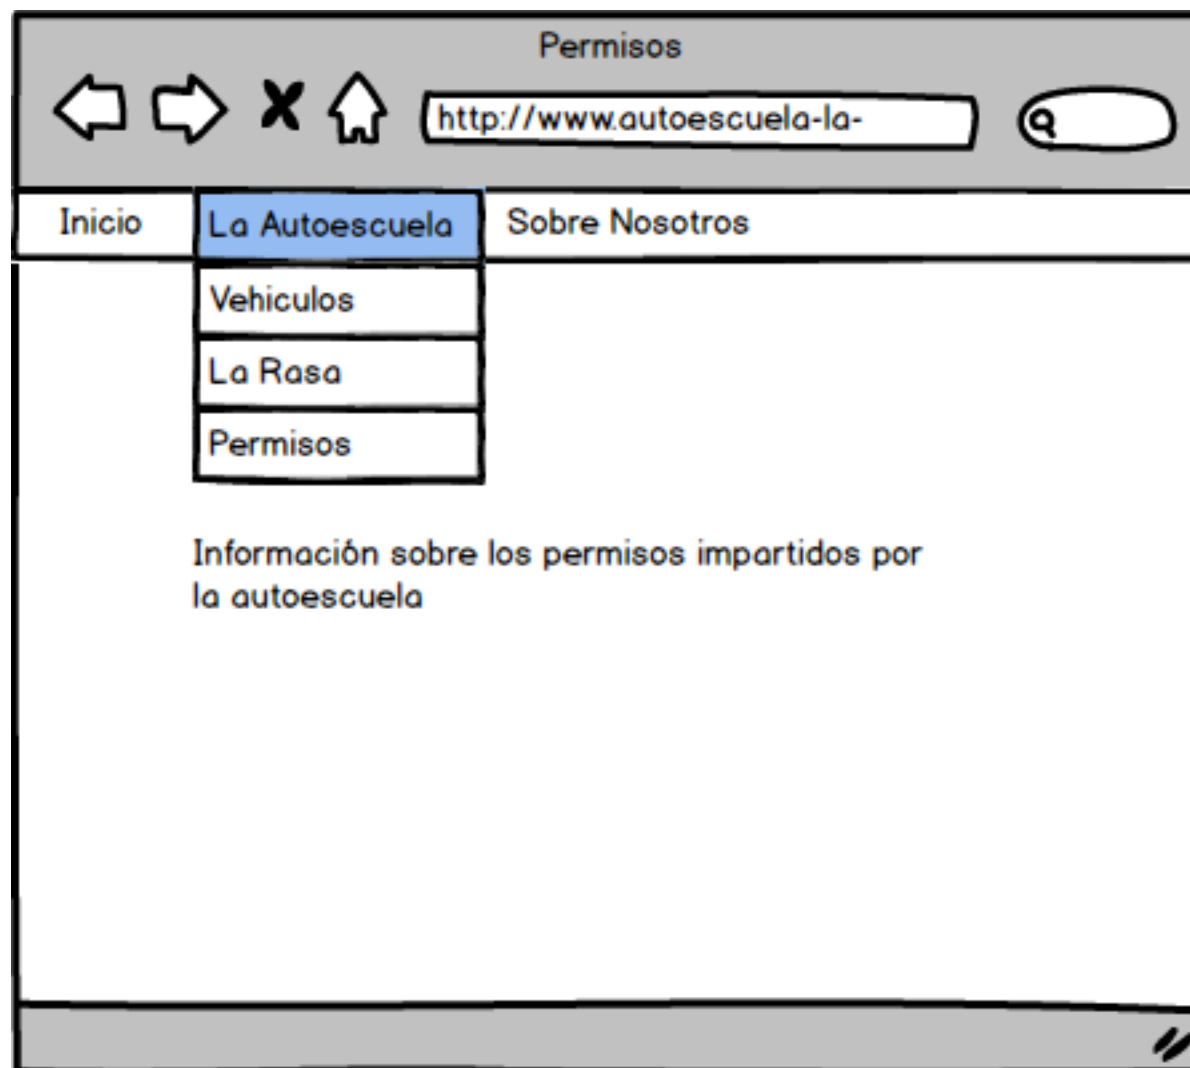 Permisos
http://www.autoescuela-la-
Inicio La Autoescuela Sobre Nosotros
Vehiculos
La Rasa
Permisos
Información sobre los permisos impartidos por
la autoescuela